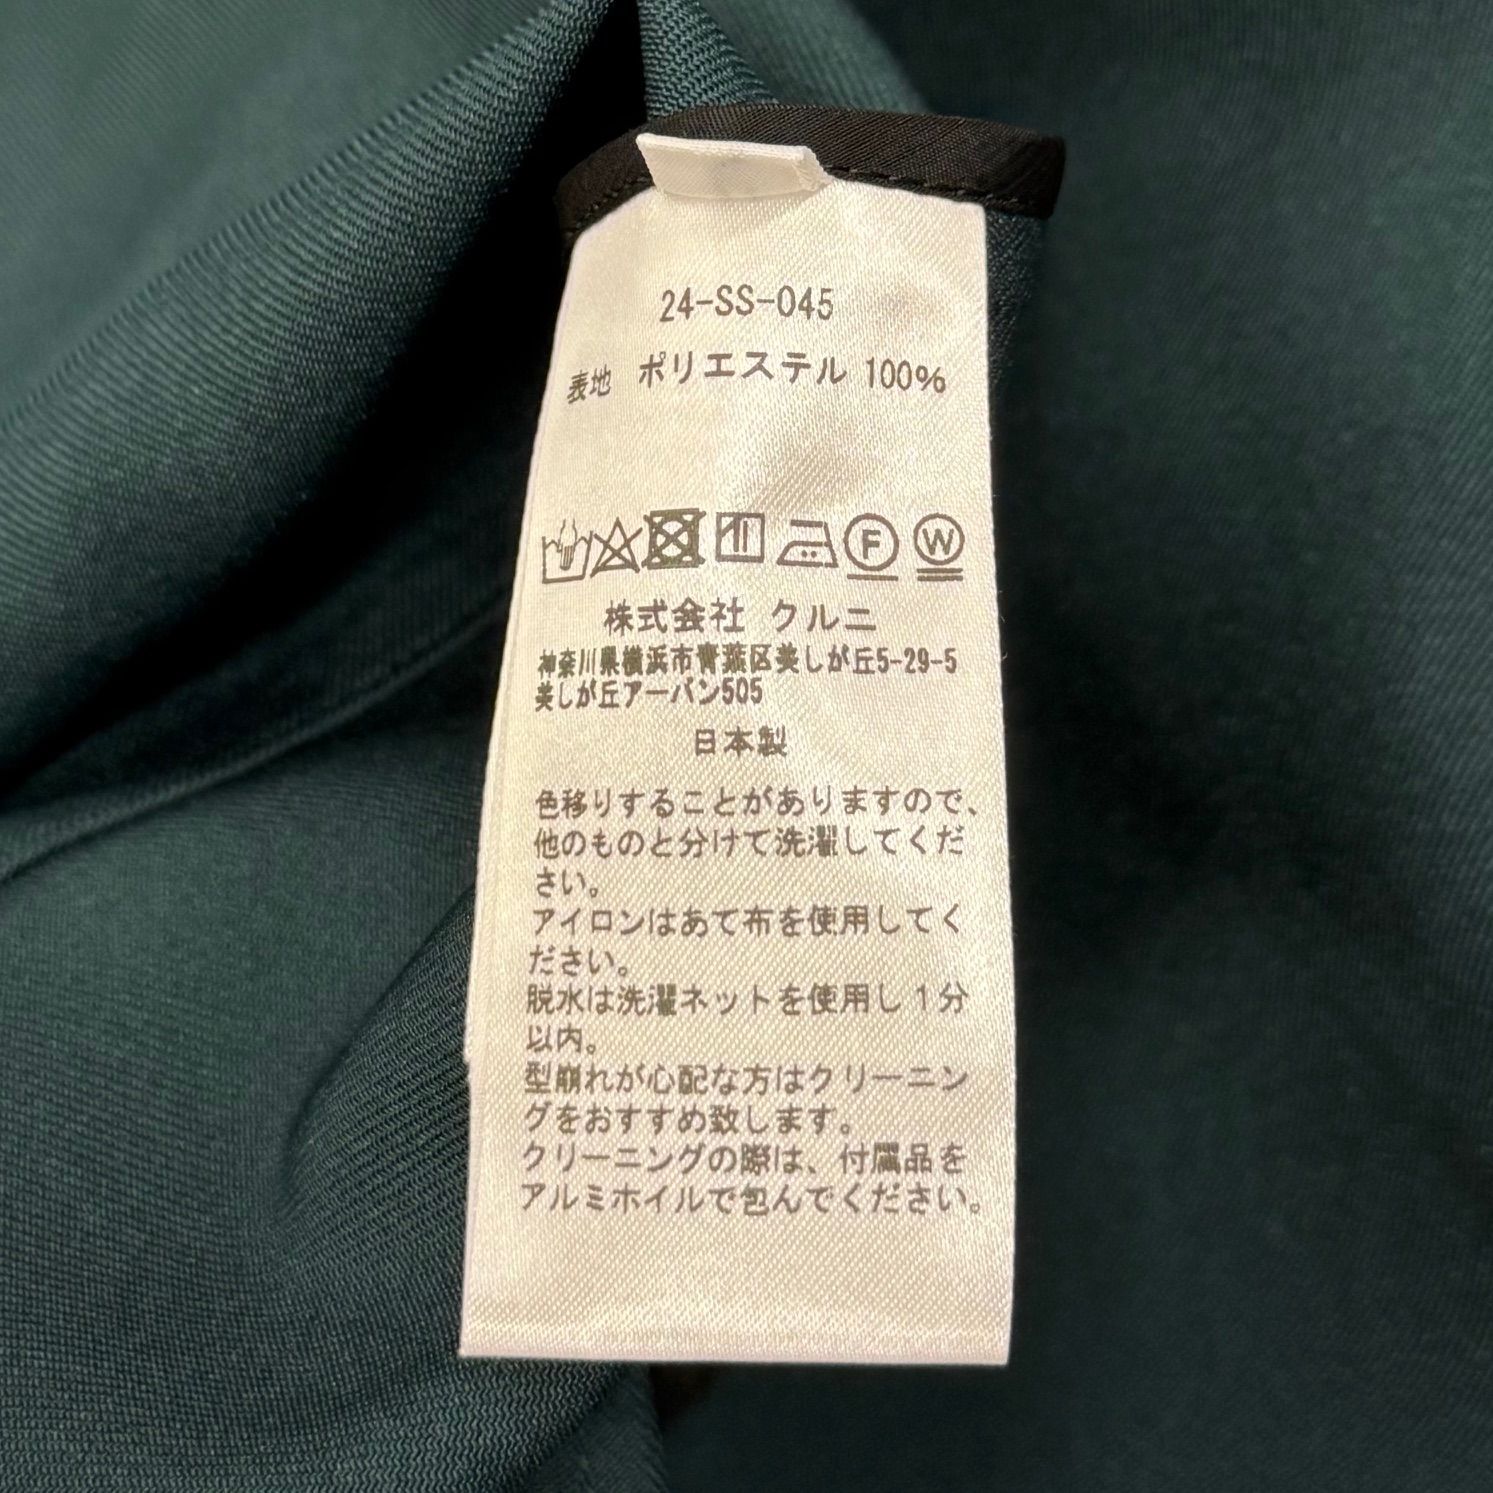 24-SS-045
表地 ポリエステル 100%
F W
株式会社 クルニ
神奈川県横浜市青葉区美しが丘5-29-5
美しが丘アーバン505
日本製
色移りすることがありますので、
他のものと分けて洗濯してくだ
さい。
アイロンはあて布を使用してく
ださい。
脱水は洗濯ネットを使用し1分
以内。
型崩れが心配な方はクリーニン
グをおすすめ致します。
クリーニングの際は、付属品を
アルミホイルで包んでください。